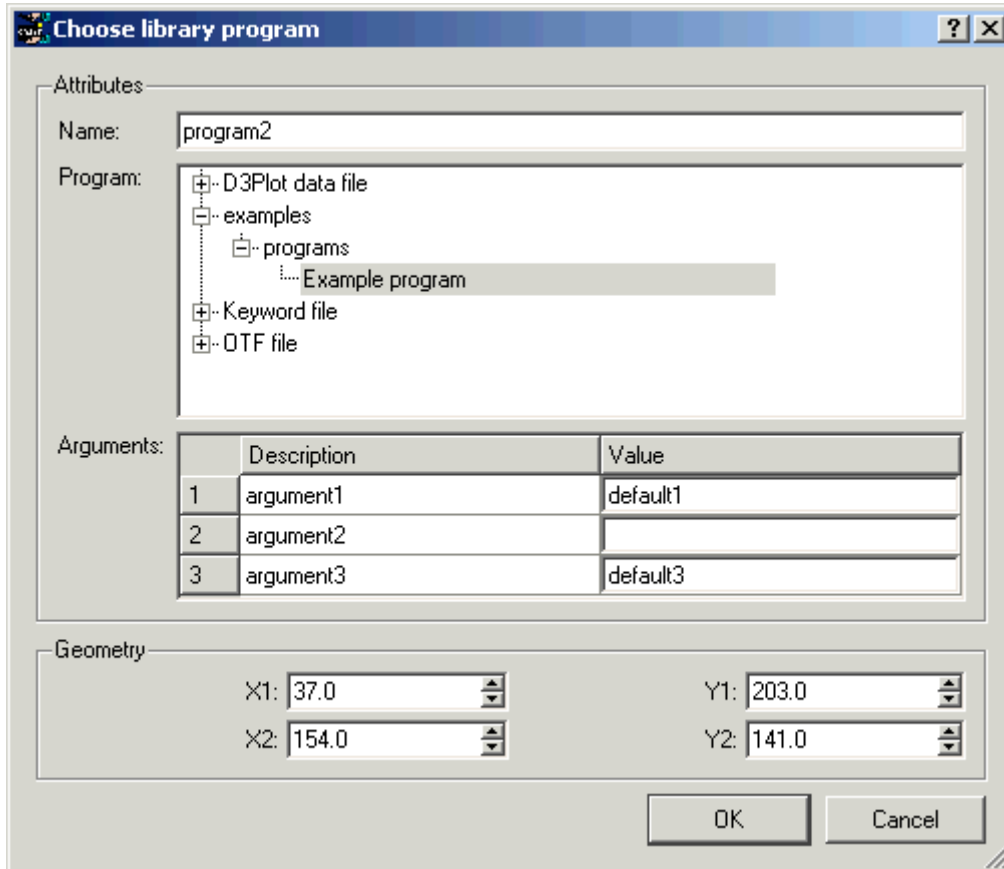 Choose library program
Attributes
Name: program2
Program:
D3Plot data file
examples
programs
Example program
Keyword file
OTF file
Arguments:
Description Value
1 argument1 default1
2 argument2
3 argument3 default3
Geometry
X1: 37.0 Y1: 203.0
X2: 154.0 Y2: 141.0
OK Cancel